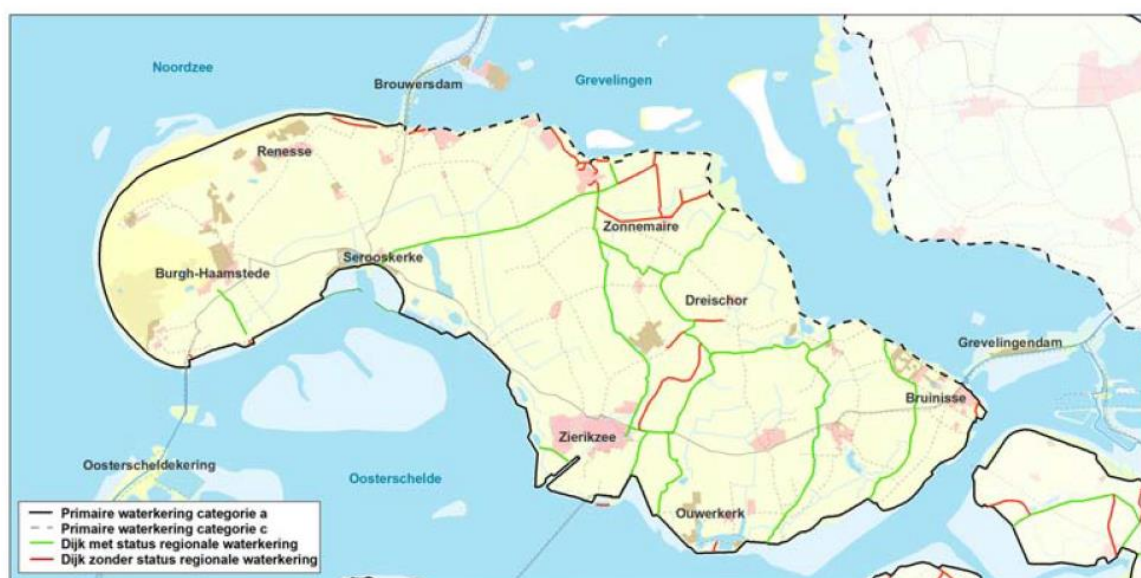 Noordzee
Brouwersdam
Grevelingen
Renesse
Zonnemaire
Serooskerke
Burgh-Haamstede
Dreischor
Grevelingendam
Bruinisse
Zierikzee
Oosterscheldekering
Oosterschelde
Ouwerkerk
Primaire waterkering categorie a
Primaire waterkering categorie c
Dijk met status regionale waterkering
Dijk zonder status regionale waterkering